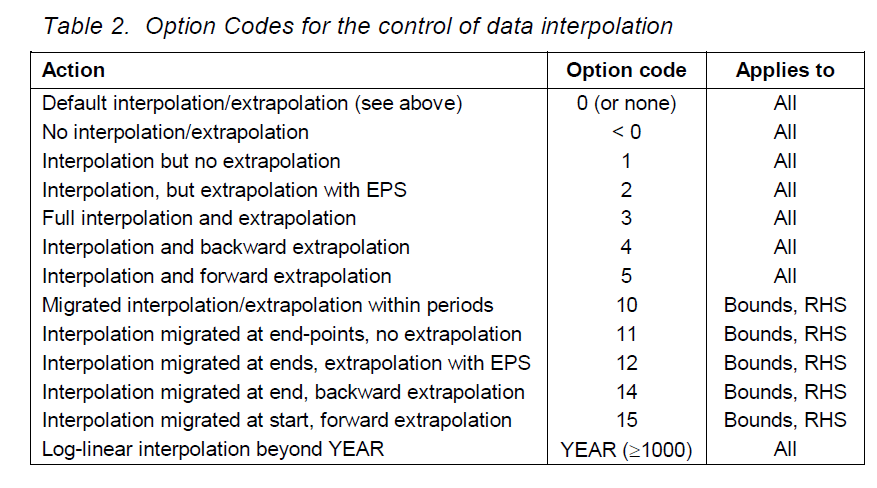 Table 2. Option Codes for the control of data interpolation
Action Option code Applies to
Default interpolation/extrapolation (see above) 0 (or none) All
No interpolation/extrapolation < 0 All
Interpolation but no extrapolation 1 All
Interpolation, but extrapolation with EPS 2 All
Full interpolation and extrapolation 3 All
Interpolation and backward extrapolation 4 All
Interpolation and forward extrapolation 5 All
Migrated interpolation/extrapolation within periods 10 Bounds, RHS
Interpolation migrated at end-points, no extrapolation 11 Bounds, RHS
Interpolation migrated at ends, extrapolation with EPS 12 Bounds, RHS
Interpolation migrated at end, backward extrapolation 14 Bounds, RHS
Interpolation migrated at start, forward extrapolation 15 Bounds, RHS
Log-linear interpolation beyond YEAR YEAR (≥1000) All